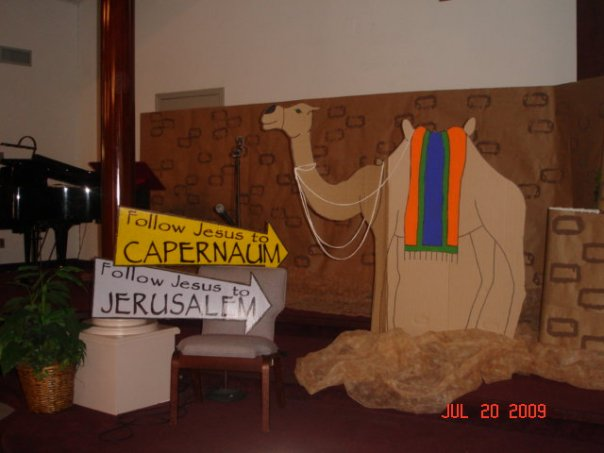 Follow Jesus to
CAPERNAUM
Follow Jesus to
JERUSALEM
JUL 20 2009